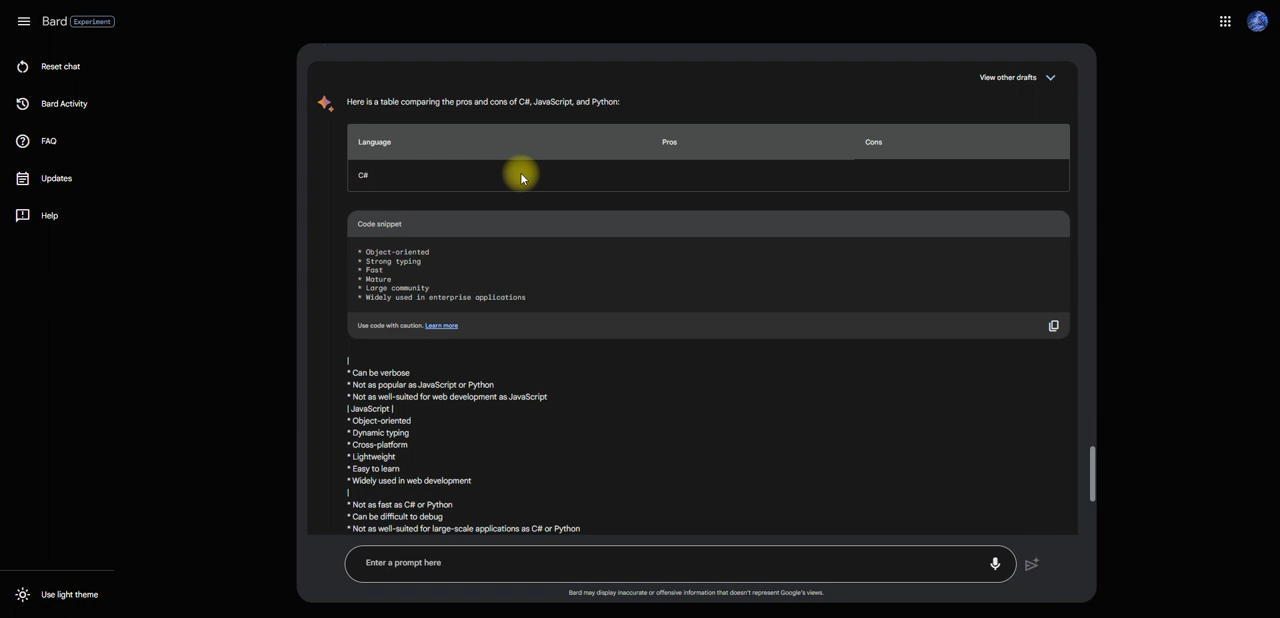 Bard Experiment
Reset chat
Bard Activity
FAQ
Updates
Help
Use light theme
View other drafts
Here is a table comparing the pros and cons of C#, JavaScript, and Python:
Language Pros Cons
C#
Code snippet
* Object-oriented
* Strong typing
* Fast
* Mature
* Large community
* Widely used in enterprise applications
Use code with caution. Learn more
|
* Can be verbose
* Not as popular as JavaScript or Python
* Not as well-suited for web development as JavaScript
| JavaScript |
* Object-oriented
* Dynamic typing
* Cross-platform
* Lightweight
* Easy to learn
* Widely used in web development
|
* Not as fast as C# or Python
* Can be difficult to debug
* Not as well-suited for large-scale applications as C# or Python
Enter a prompt here
Bard may display inaccurate or offensive information that doesn't represent Google's views.